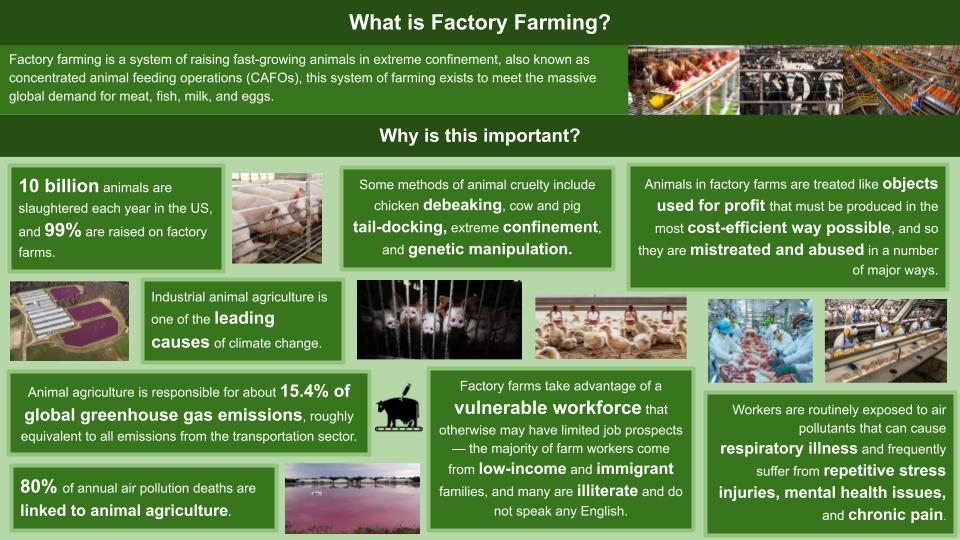 What is Factory Farming?
Factory farming is a system of raising fast-growing animals in extreme confinement, also known as
concentrated animal feeding operations (CAFOs), this system of farming exists to meet the massive
global demand for meat, fish, milk, and eggs.
Why is this important?
10 billion animals are
slaughtered each year in the US,
and 99% are raised on factory
farms.
Some methods of animal cruelty include
chicken debeaking, cow and pig
tail-docking, extreme confinement,
and genetic manipulation.
Animals in factory farms are treated like objects
used for profit that must be produced in the
most cost-efficient way possible, and so
they are mistreated and abused in a number
of major ways.
Industrial animal agriculture is
one of the leading
causes of climate change.
Animal agriculture is responsible for about 15.4% of
global greenhouse gas emissions, roughly
equivalent to all emissions from the transportation sector.
Factory farms take advantage of a
vulnerable workforce that
otherwise may have limited job prospects
— the majority of farm workers come
from low-income and immigrant
families, and many are illiterate and do
not speak any English.
Workers are routinely exposed to air
pollutants that can cause
respiratory illness and frequently
suffer from repetitive stress
injuries, mental health issues,
and chronic pain.
80% of annual air pollution deaths are
linked to animal agriculture.